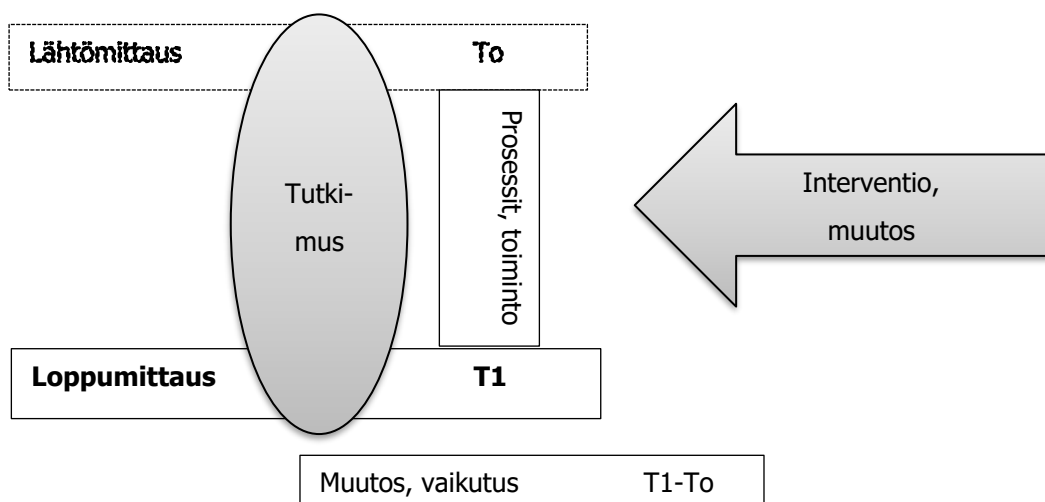 Lähtömittaus To
Prosessit, toiminto
Tutki-
mus
Interventio,
muutos
Loppumittaus T1
Muutos, vaikutus T1-To